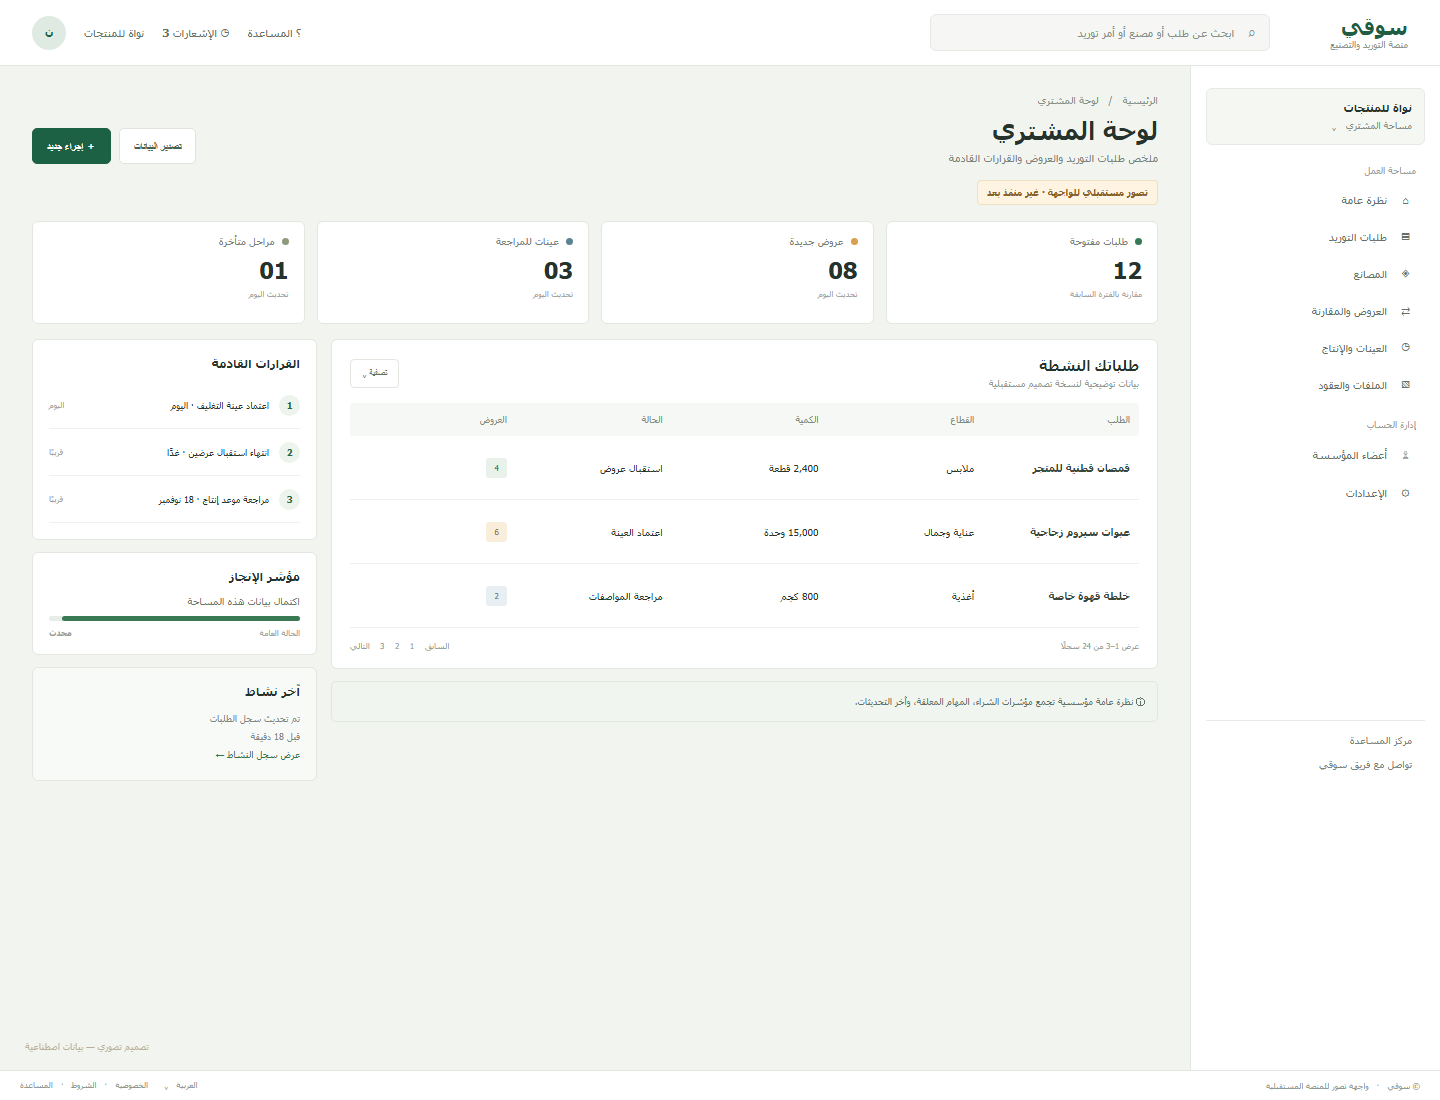 سوقي
منصة التوريد والتصنيع
ابحث عن طلب أو مصنع أو أمر توريد
؟ المساعدة
الإشعارات 3
نواة للمنتجات
ن
نواة للمنتجات
مساحة المشتري
مساحة العمل
نظرة عامة
طلبات التوريد
المصانع
العروض والمقارنة
العينات والإنتاج
الملفات والعقود
إدارة الحساب
أعضاء المؤسسة
الإعدادات
مركز المساعدة
تواصل مع فريق سوقي
الرئيسية / لوحة المشتري
لوحة المشتري
ملخص طلبات التوريد والعروض والقرارات القادمة
تصور مستقبلي للواجهة · غير منفذ بعد
تصدير البيانات
+ إجراء جديد
طلبات مفتوحة
12
مقارنة بالفترة السابقة
عروض جديدة
08
تحديث اليوم
عينات للمراجعة
03
تحديث اليوم
مراحل متأخرة
01
تحديث اليوم
طلباتك النشطة
بيانات توضيحية لنسخة تصميم مستقبلية
تصفية
الطلب القطاع الكمية الحالة العروض
قمصان قطنية للمتجر ملابس 2,400 قطعة استقبال عروض 4
عبوات سيروم زجاجية عناية وجمال 15,000 وحدة اعتماد العينة 6
خلطة قهوة خاصة أغذية 800 كجم مراجعة المواصفات 2
عرض 1–3 من 24 سجلًا
السابق 1 2 3 التالي
نظرة عامة مؤسسية تجمع مؤشرات الشراء، المهام المعلقة، وآخر التحديثات.
القرارات القادمة
1 اعتماد عينة التغليف · اليوم اليوم
2 انتهاء استقبال عرضين · غدًا قريبًا
3 مراجعة موعد إنتاج · 18 نوفمبر قريبًا
مؤشر الإنجاز
اكتمال بيانات هذه المساحة
الحالة العامة محدث
آخر نشاط
تم تحديث سجل الطلبات
قبل 18 دقيقة
عرض سجل النشاط ←
تصميم تصوري — بيانات اصطناعية
© سوقي · واجهة تصور للمنصة المستقبلية
العربية الخصوصية · الشروط · المساعدة